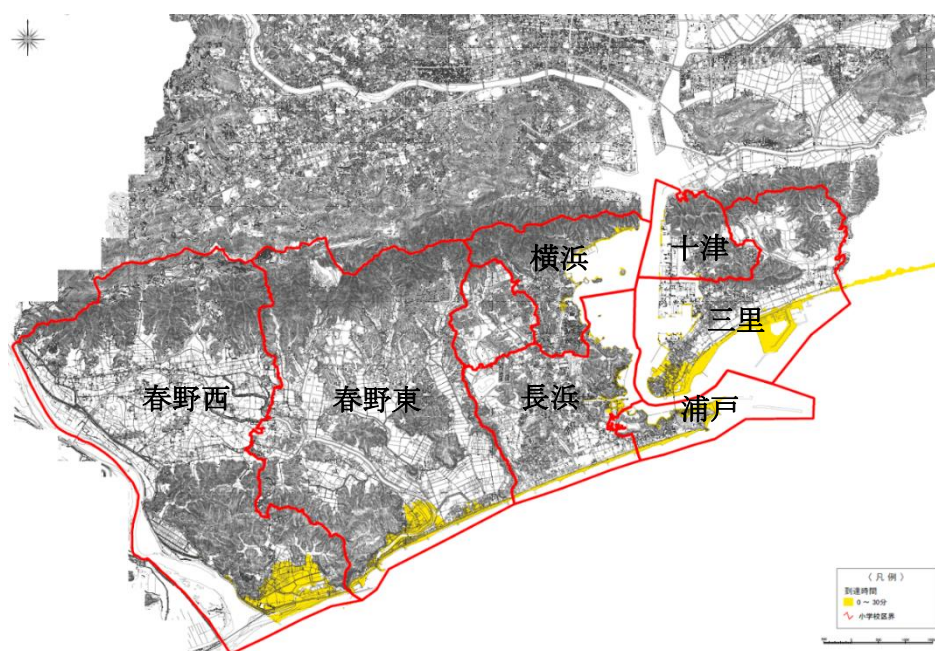 横浜
十津
三里
春野西
春野東
長浜
浦戸
(凡例)
到達時間
0～30分
小学校区界